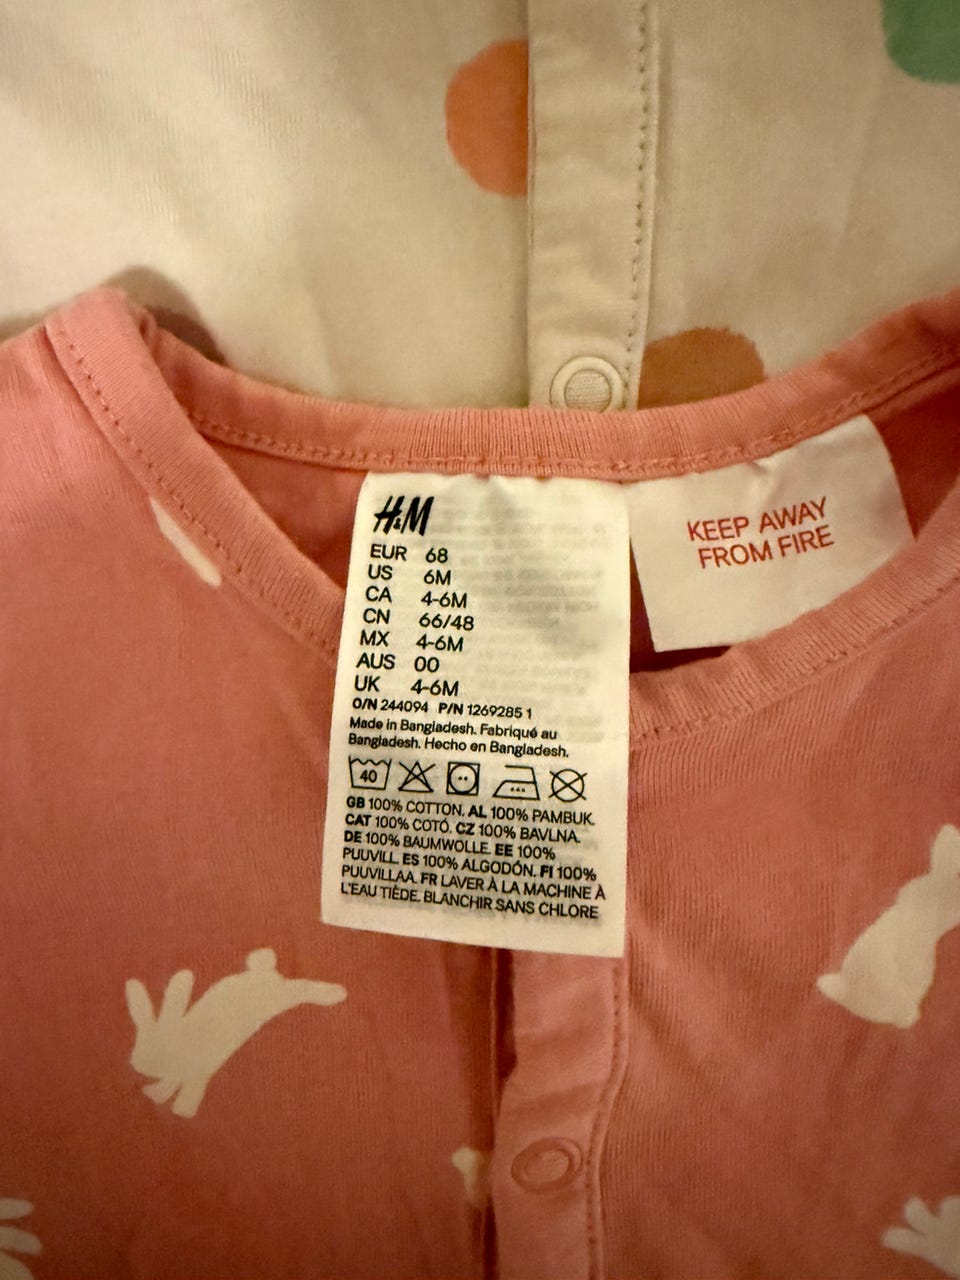 H&M
EUR 68
US 6M
CA 4-6M
CN 66/48
MX 4-6M
AUS 00
UK 4-6M
O/N 244094 P/N 1269285 1
Made in Bangladesh. Fabriqué au
Bangladesh. Hecho en Bangladesh.
40
GB 100% COTTON. AL 100% PAMBUK.
CAT 100% COTÓ. CZ 100% BAVLNA.
DE 100% BAUMWOLLE. EE 100%
PUUVILL. ES 100% ALGODÓN. FI 100%
PUUVILLAA. FR LAVER À LA MACHINE À
L'EAU TIÈDE. BLANCHIR SANS CHLORE
KEEP AWAY
FROM FIRE